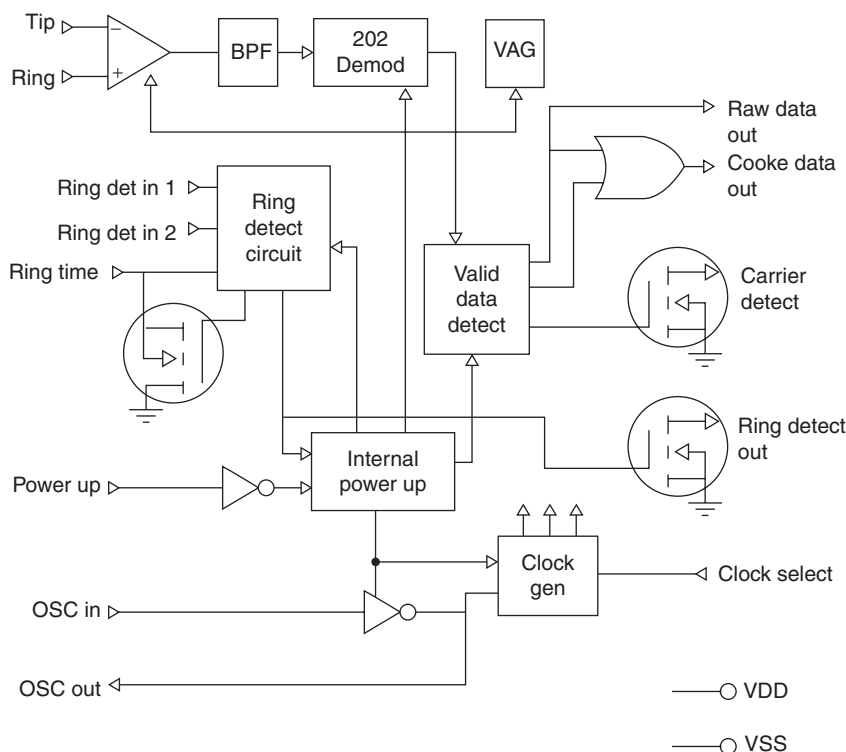 Tip
−
BPF
202
Demod
VAG
Ring
+
Raw data
out
Cooke data
out
Ring det in 1
Ring
detect
circuit
Ring det in 2
Ring time
Valid
data
detect
Carrier
detect
Ring detect
out
Internal
power up
Power up
Clock
gen
Clock select
OSC in
OSC out
VDD
VSS